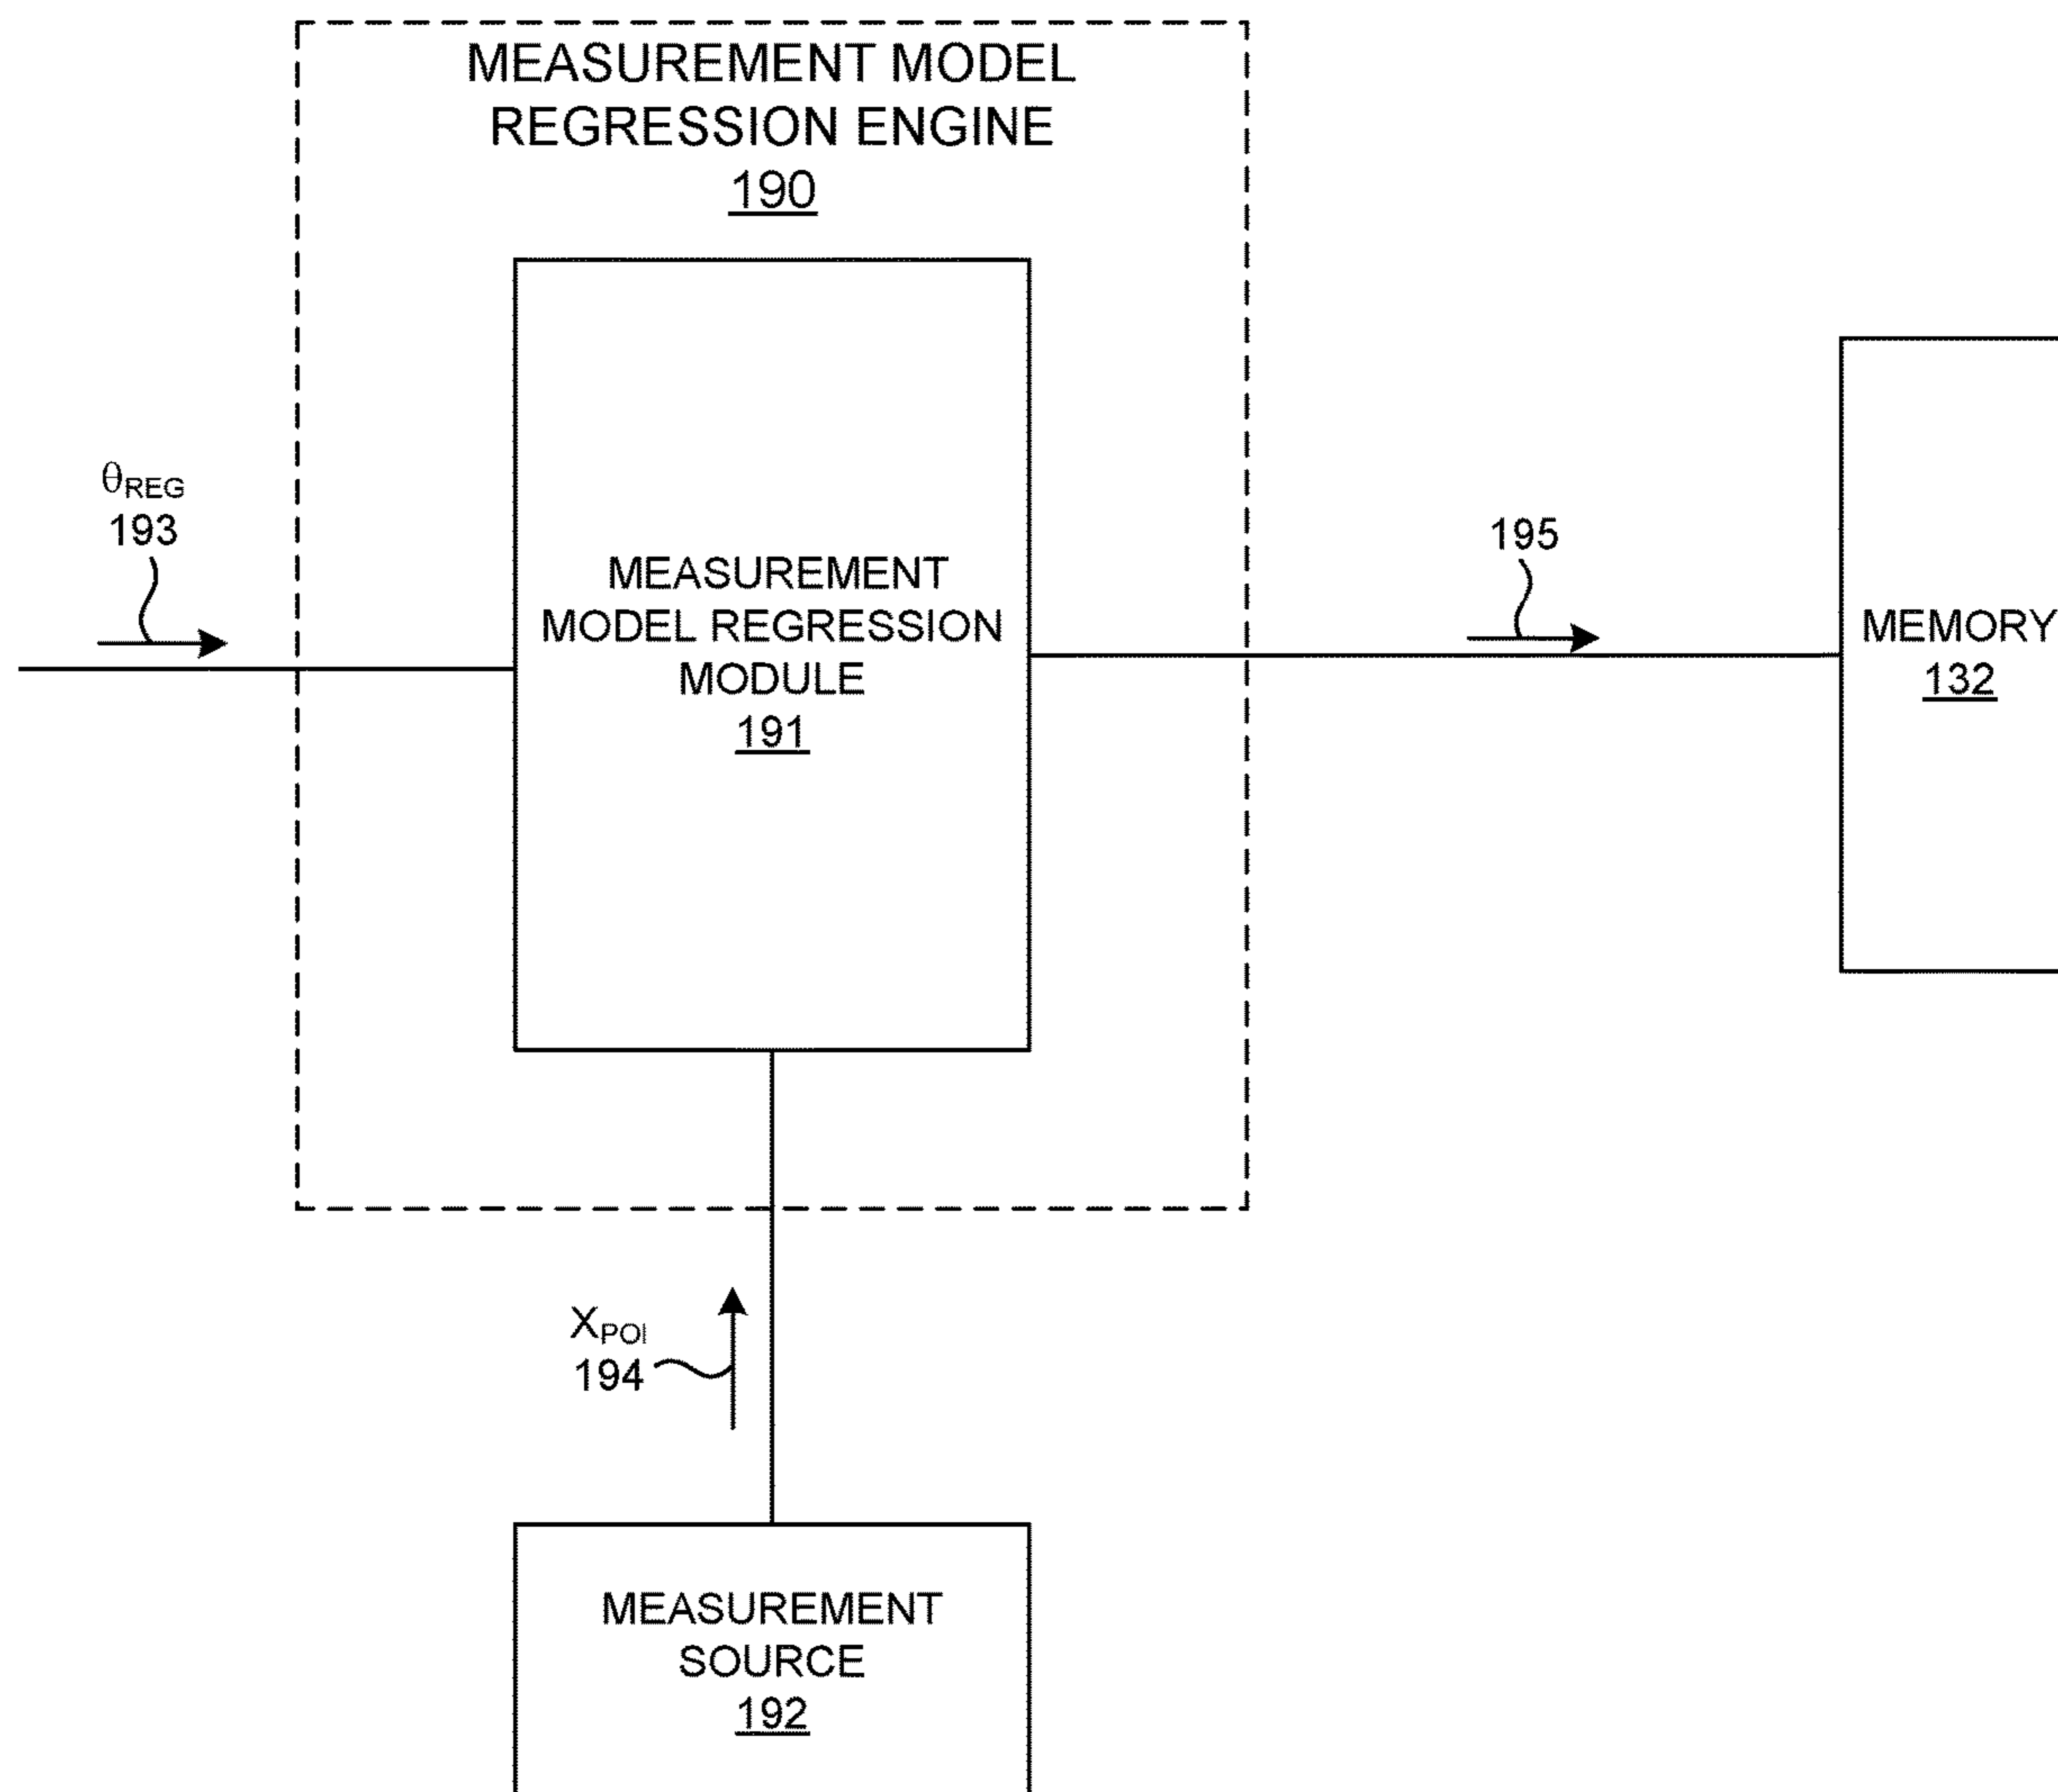 MEASUREMENT MODEL
REGRESSION ENGINE
190
θREG
193
MEASUREMENT
MODEL REGRESSION
MODULE
191
195
MEMORY
132
XPOI
194
MEASUREMENT
SOURCE
192